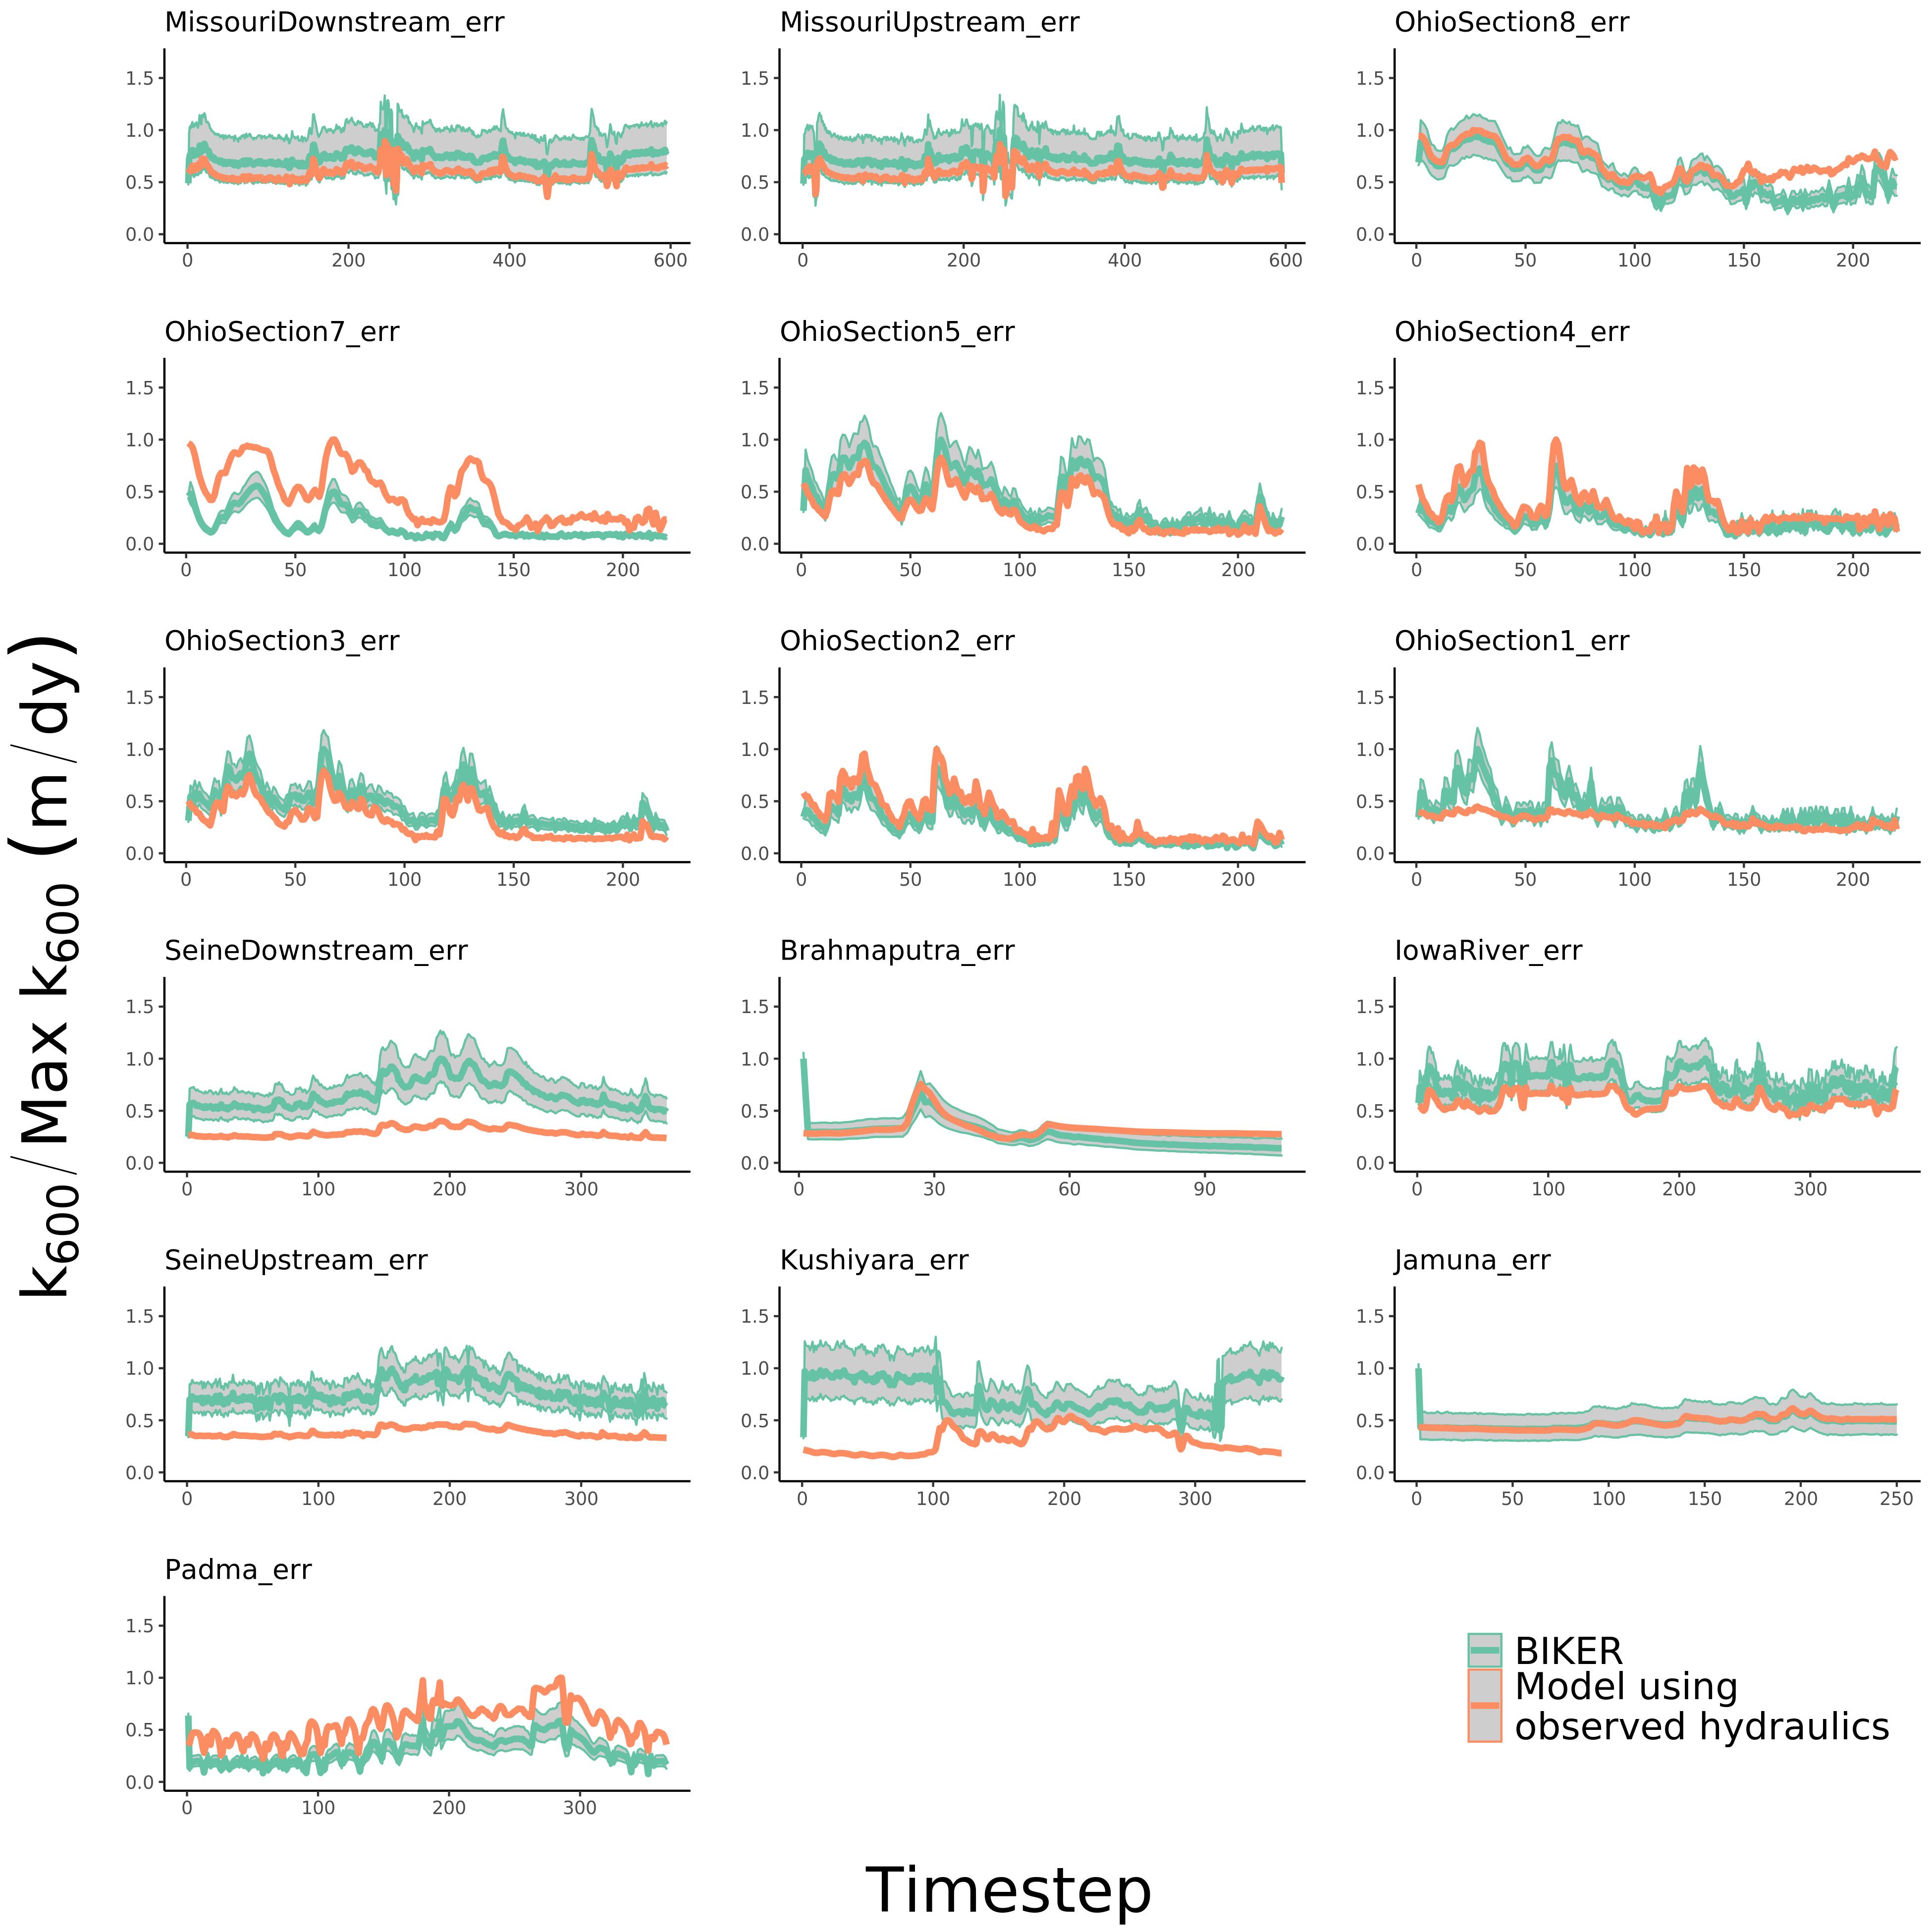 MissouriDownstream_err
1.5
1.0
0.5
0.0
0 200 400 600
MissouriUpstream_err
1.5
1.0
0.5
0.0
0 200 400 600
OhioSection8_err
1.5
1.0
0.5
0.0
0 50 100 150 200
OhioSection7_err
1.5
1.0
0.5
0.0
0 50 100 150 200
OhioSection5_err
1.5
1.0
0.5
0.0
0 50 100 150 200
OhioSection4_err
1.5
1.0
0.5
0.0
0 50 100 150 200
OhioSection3_err
1.5
1.0
0.5
0.0
0 50 100 150 200
OhioSection2_err
1.5
1.0
0.5
0.0
0 50 100 150 200
OhioSection1_err
1.5
1.0
0.5
0.0
0 50 100 150 200
SeineDownstream_err
1.5
1.0
0.5
0.0
0 100 200 300
Brahmaputra_err
1.5
1.0
0.5
0.0
0 30 60 90
IowaRiver_err
1.5
1.0
0.5
0.0
0 100 200 300
SeineUpstream_err
1.5
1.0
0.5
0.0
0 100 200 300
Kushiyara_err
1.5
1.0
0.5
0.0
0 100 200 300
Jamuna_err
1.5
1.0
0.5
0.0
0 50 100 150 200 250
Padma_err
1.5
1.0
0.5
0.0
0 100 200 300
k600/Max k600 (m/dy)
Timestep
BIKER
Model using
observed hydraulics